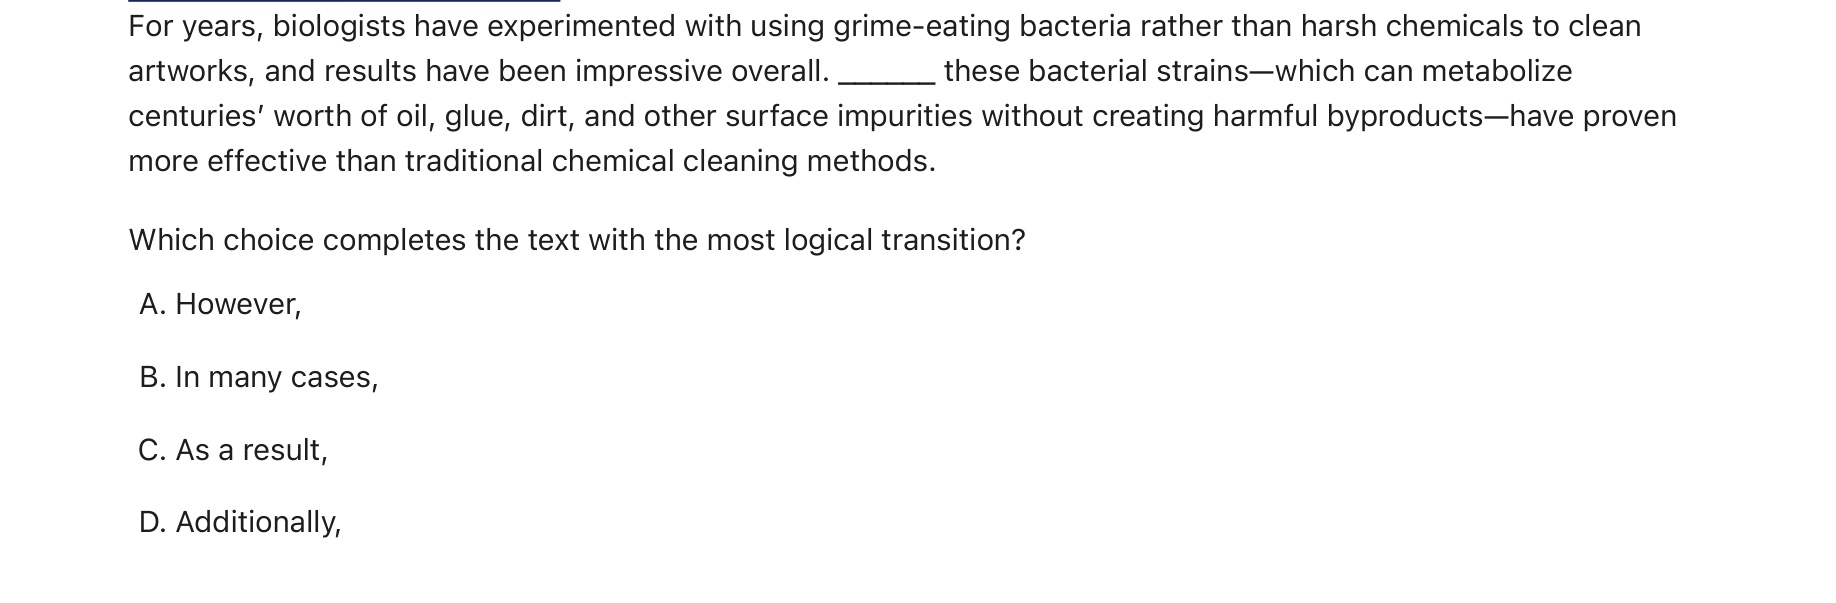 For years, biologists have experimented with using grime-eating bacteria rather than harsh chemicals to clean
artworks, and results have been impressive overall. ______ these bacterial strains—which can metabolize
centuries’ worth of oil, glue, dirt, and other surface impurities without creating harmful byproducts—have proven
more effective than traditional chemical cleaning methods.
Which choice completes the text with the most logical transition?
A. However,
B. In many cases,
C. As a result,
D. Additionally,